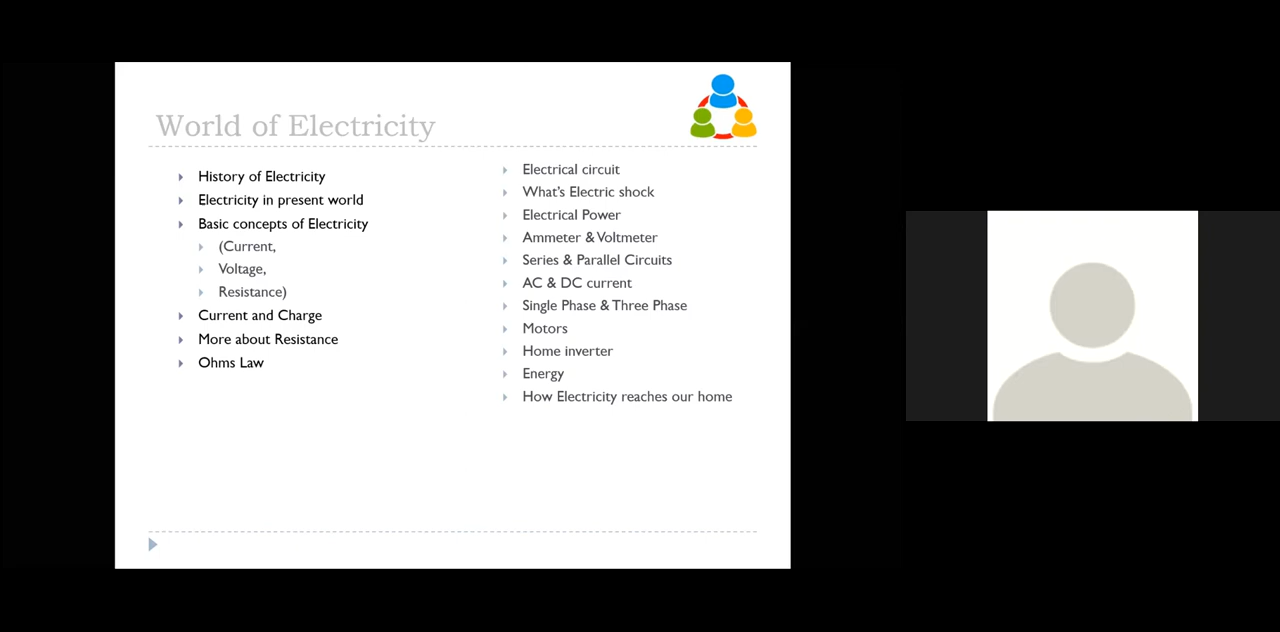 World of Electricity
History of Electricity
Electricity in present world
Basic concepts of Electricity
(Current,
Voltage,
Resistance)
Current and Charge
More about Resistance
Ohms Law
Electrical circuit
What's Electric shock
Electrical Power
Ammeter & Voltmeter
Series & Parallel Circuits
AC & DC current
Single Phase & Three Phase
Motors
Home inverter
Energy
How Electricity reaches our home